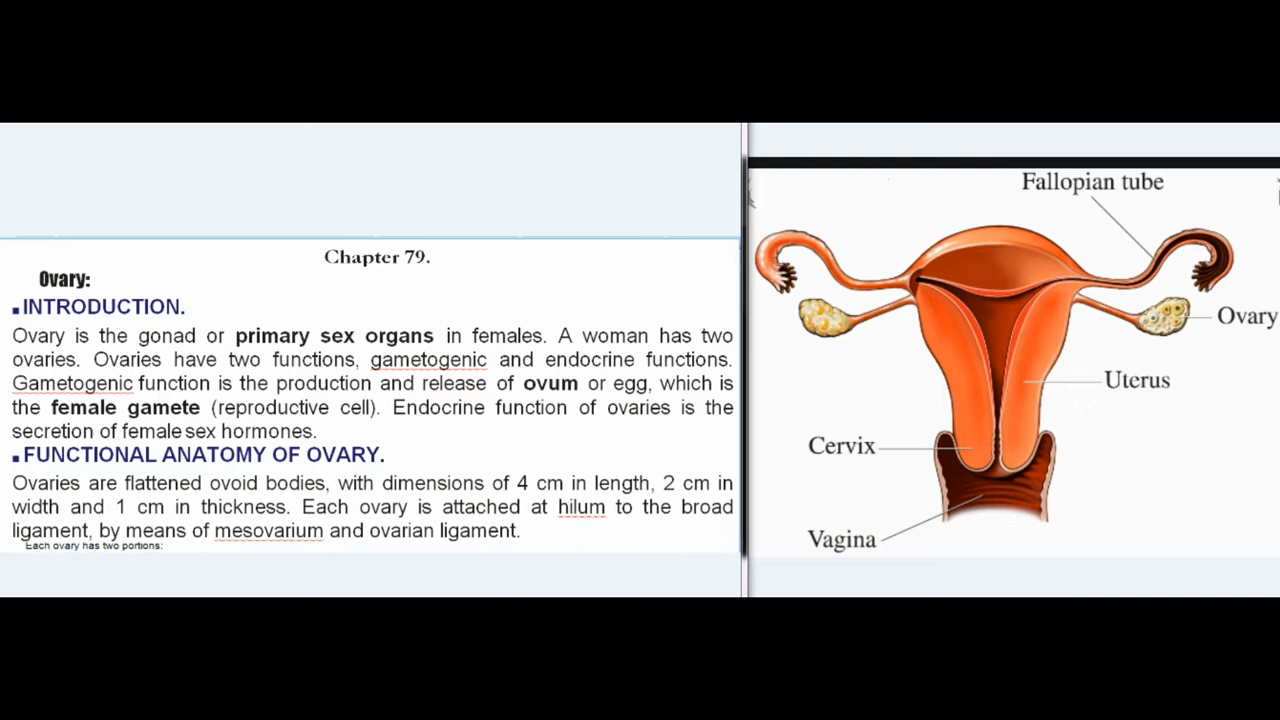 Chapter 79.
Ovary:
▪INTRODUCTION.
Ovary is the gonad or primary sex organs in females. A woman has two
ovaries. Ovaries have two functions, gametogenic and endocrine functions.
Gametogenic function is the production and release of ovum or egg, which is
the female gamete (reproductive cell). Endocrine function of ovaries is the
secretion of female sex hormones.
▪FUNCTIONAL ANATOMY OF OVARY.
Ovaries are flattened ovoid bodies, with dimensions of 4 cm in length, 2 cm in
width and 1 cm in thickness. Each ovary is attached at hilum to the broad
ligament, by means of mesovarium and ovarian ligament.
Each ovary has two portions:
Fallopian tube
Ovary
Uterus
Cervix
Vagina